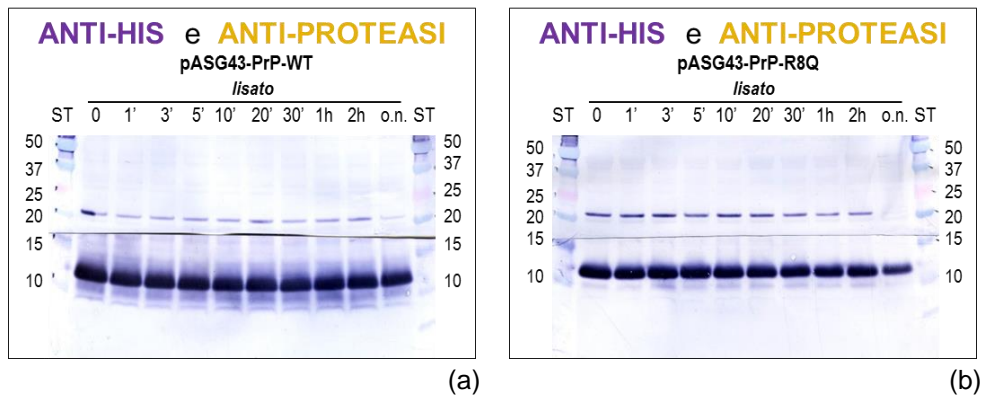 ANTI-HIS e ANTI-PROTEASI
pASG43-PrP-WT
lisato
ST 0 1' 3' 5' 10' 20' 30' 1h 2h o.n. ST
50 50
37 37
25 25
20 20
15 15
10 10
(a)
ANTI-HIS e ANTI-PROTEASI
pASG43-PrP-R8Q
lisato
ST 0 1' 3' 5' 10' 20' 30' 1h 2h o.n. ST
50 50
37 37
25 25
20 20
15 15
10 10
(b)